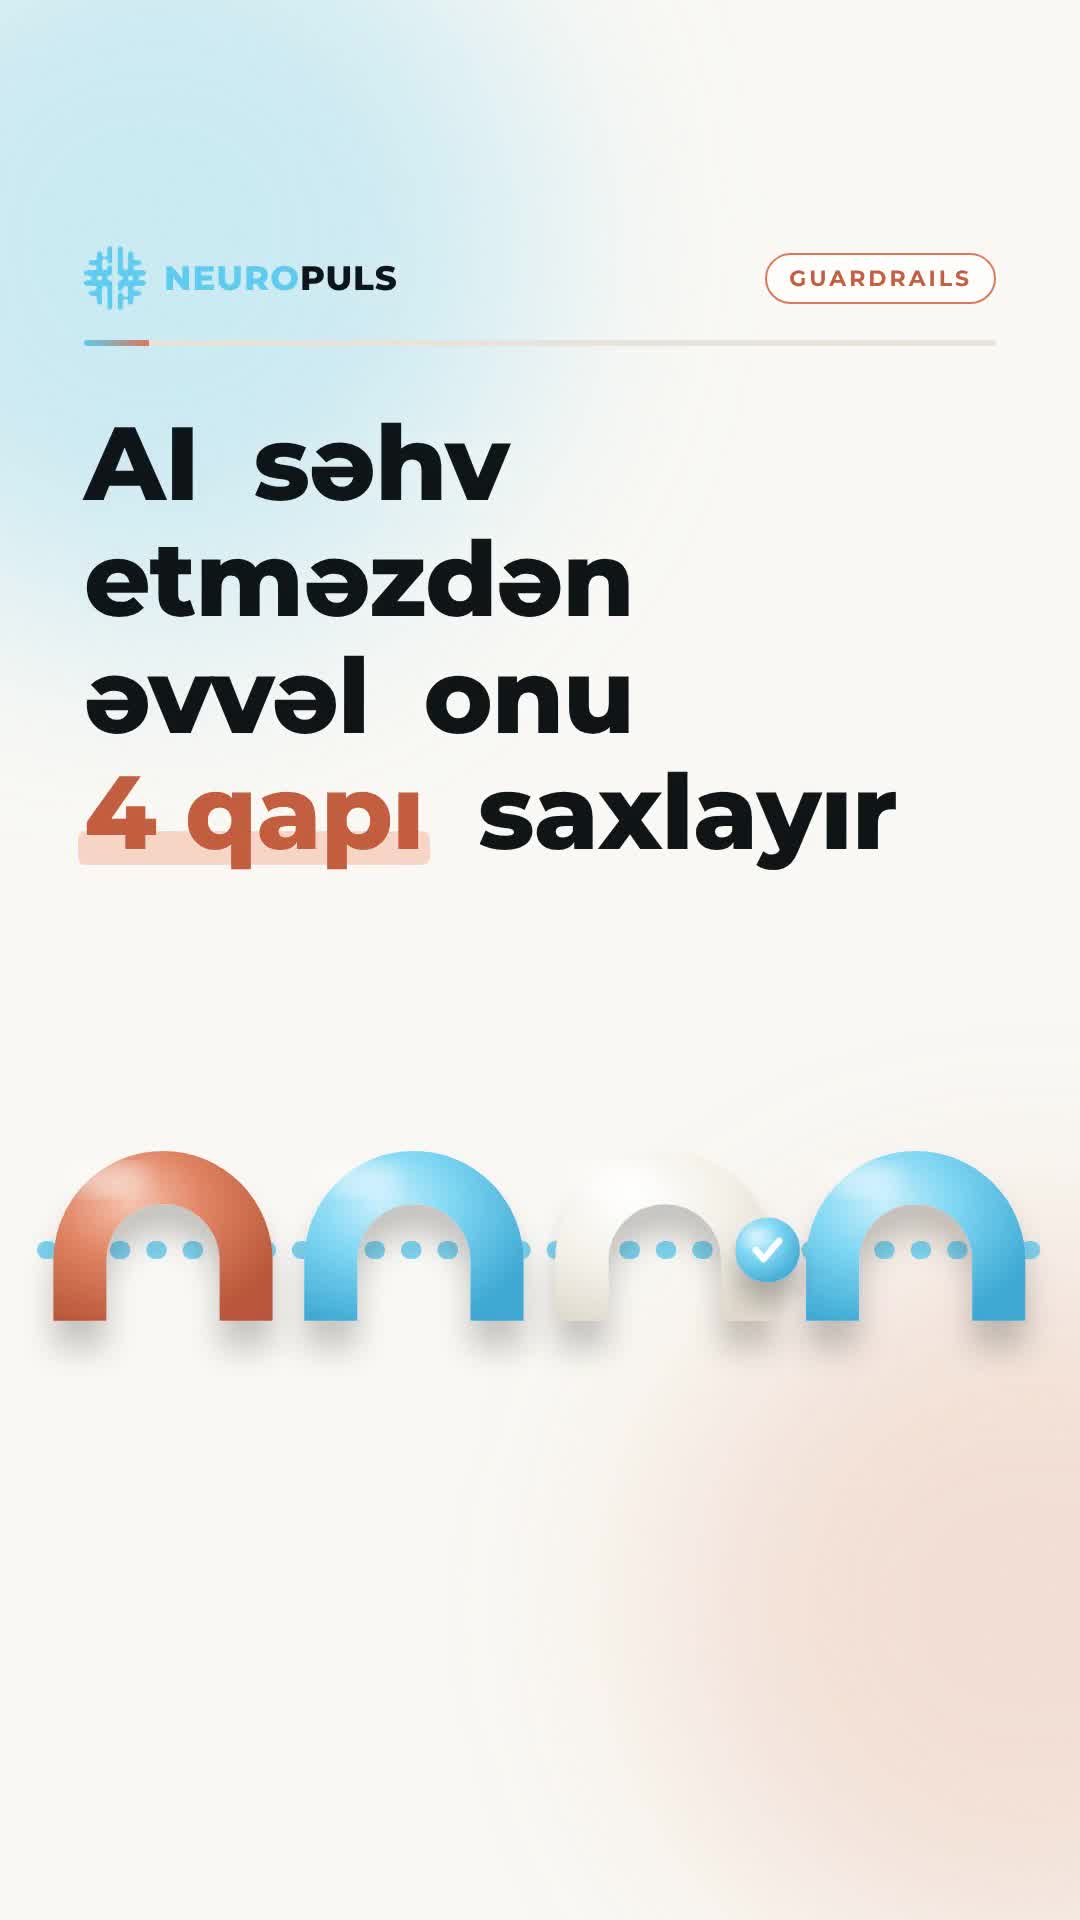 NEUROPULS
GUARDRAILS
AI səhv
etməzdən
əvvəl onu
4 qapı saxlayır